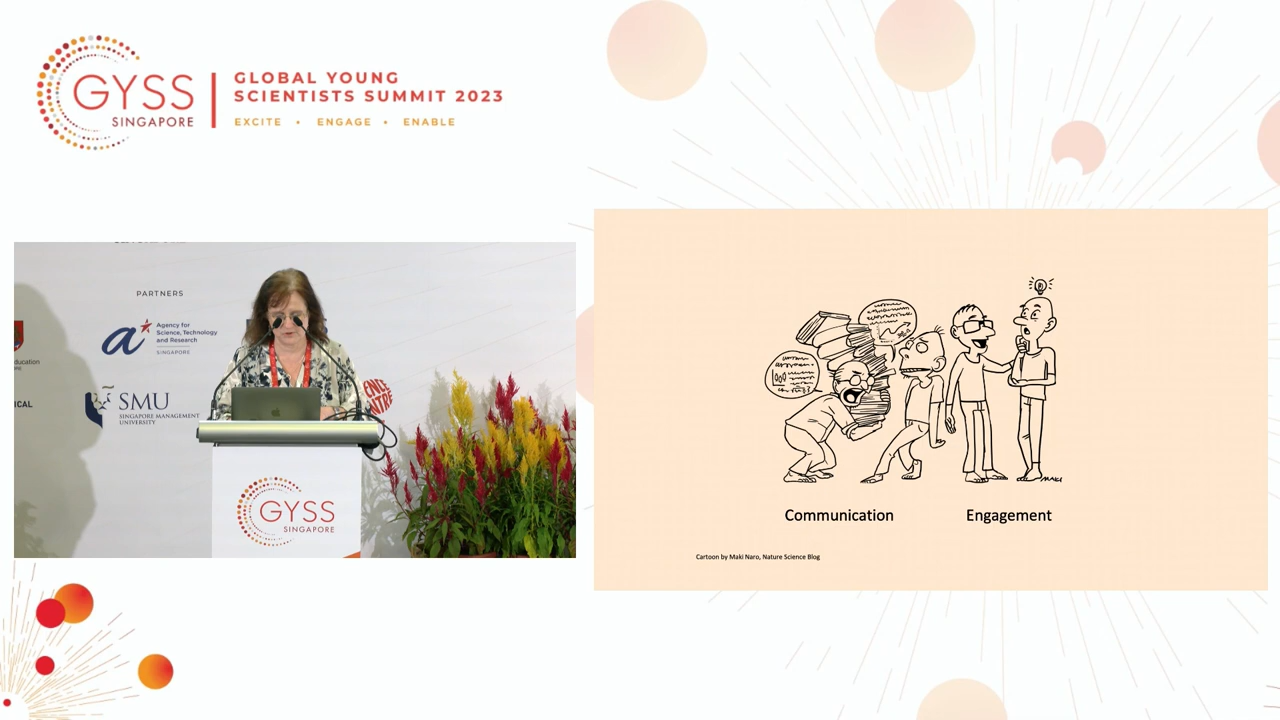 GYSS
SINGAPORE
GLOBAL YOUNG
SCIENTISTS SUMMIT 2023
EXCITE • ENGAGE • ENABLE
PARTNERS
Agency for
Science, Technology
and Research
SINGAPORE
SMU
SINGAPORE MANAGEMENT
UNIVERSITY
GYSS
SINGAPORE
Communication
Engagement
Cartoon by Maki Naro, Nature Science Blog
MAKI